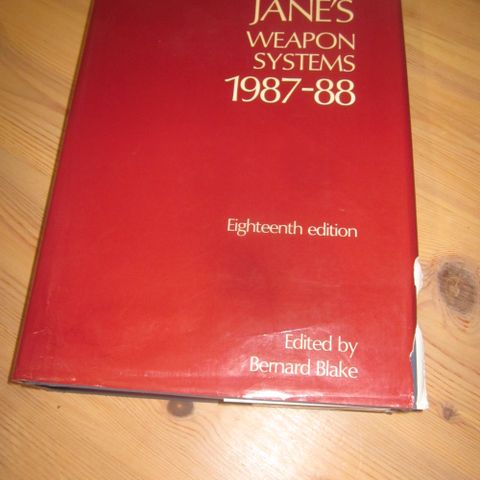 JANE'S
WEAPON
SYSTEMS
1987-88
Eighteenth edition
Edited by
Bernard Blake